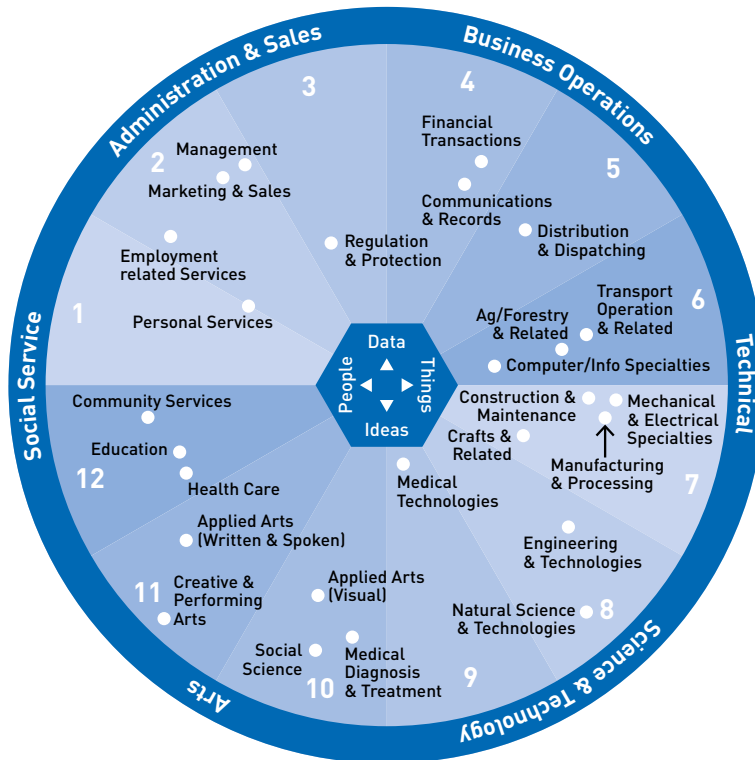 Administration & Sales
Business Operations
Technical
Science & Technology
Arts
Social Service
3
4
2
5
Management
Marketing & Sales
Financial
Transactions
Communications
& Records
Employment
related Services
Regulation
& Protection
Distribution
& Dispatching
1
6
Personal Services
Transport
Operation
& Related
Ag/Forestry
& Related
Computer/Info Specialties
Data
People
Things
Ideas
Community Services
Construction &
Maintenance
Mechanical
& Electrical
Specialties
Education
Crafts &
Related
Manufacturing
& Processing
12
Health Care
Medical
Technologies
7
Applied Arts
(Written & Spoken)
Engineering
& Technologies
11
Creative &
Performing
Arts
Applied Arts
(Visual)
Natural Science
& Technologies
8
Social
Science
Medical
Diagnosis
& Treatment
10
9